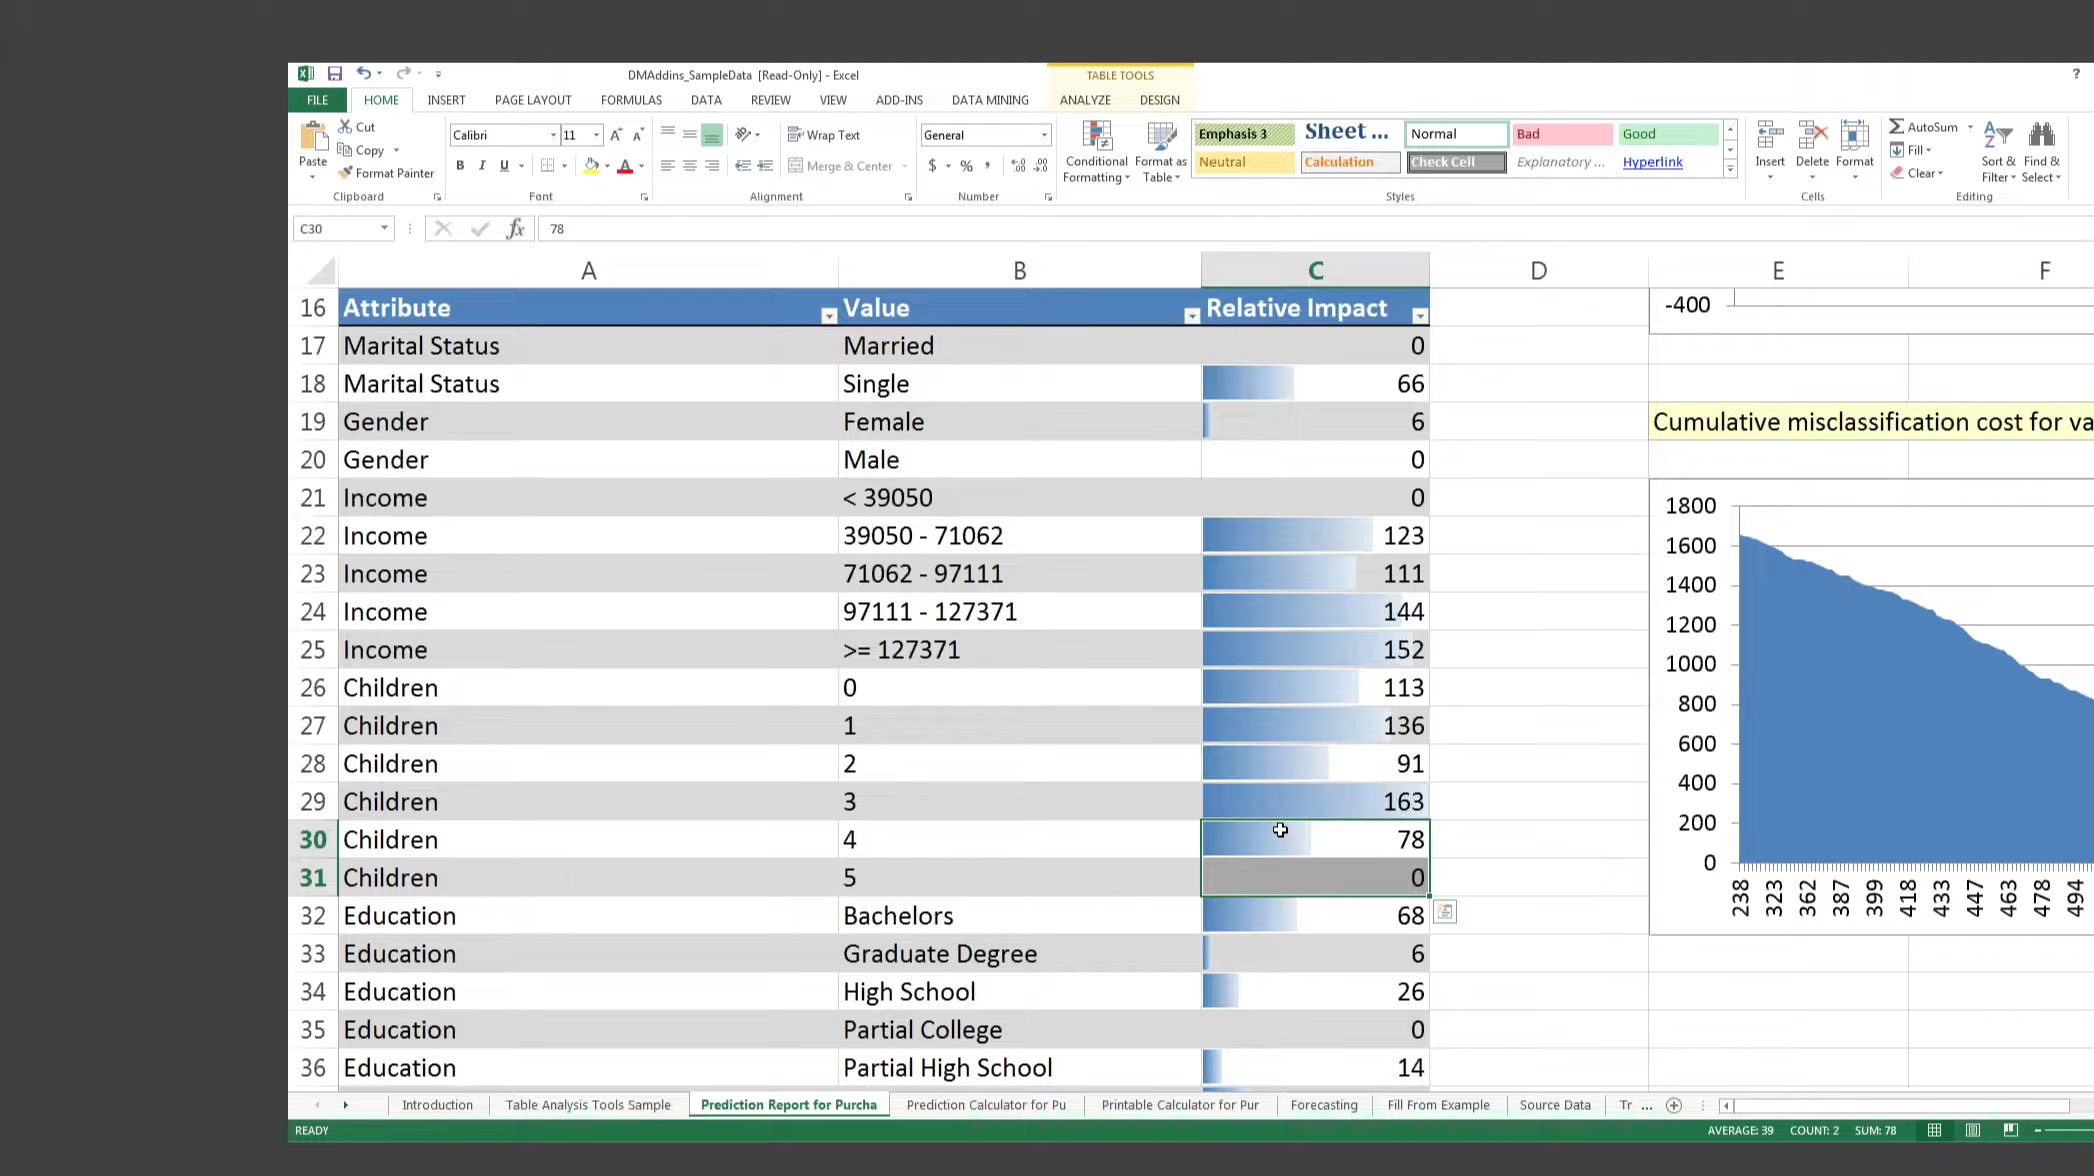 DMAddins_SampleData [Read-Only] - Excel
TABLE TOOLS
?
FILE HOME INSERT PAGE LAYOUT FORMULAS DATA REVIEW VIEW ADD-INS DATA MINING ANALYZE DESIGN
Paste
Cut
Copy
Format Painter
Clipboard
Calibri 11
B I U
Font
Wrap Text
Merge & Center
Alignment
General
$ % ,
Number
Conditional Formatting
Format as Table
Emphasis 3 Sheet ... Normal Bad Good
Neutral Calculation Check Cell Explanatory ... Hyperlink
Styles
Insert Delete Format
Cells
AutoSum
Fill
Clear
Sort & Filter
Find & Select
Editing
C30 fx 78
A B C D E F
16 Attribute Value Relative Impact
17 Marital Status Married 0
18 Marital Status Single 66
19 Gender Female 6
20 Gender Male 0
21 Income < 39050 0
22 Income 39050 - 71062 123
23 Income 71062 - 97111 111
24 Income 97111 - 127371 144
25 Income >= 127371 152
26 Children 0 113
27 Children 1 136
28 Children 2 91
29 Children 3 163
30 Children 4 78
31 Children 5 0
32 Education Bachelors 68
33 Education Graduate Degree 6
34 Education High School 26
35 Education Partial College 0
36 Education Partial High School 14
-400
Cumulative misclassification cost for va
1800
1600
1400
1200
1000
800
600
400
200
0
238 323 362 387 399 418 433 447 463 478 494
Introduction Table Analysis Tools Sample Prediction Report for Purcha Prediction Calculator for Pu Printable Calculator for Pur Forecasting Fill From Example Source Data Tr ...
READY AVERAGE: 39 COUNT: 2 SUM: 78